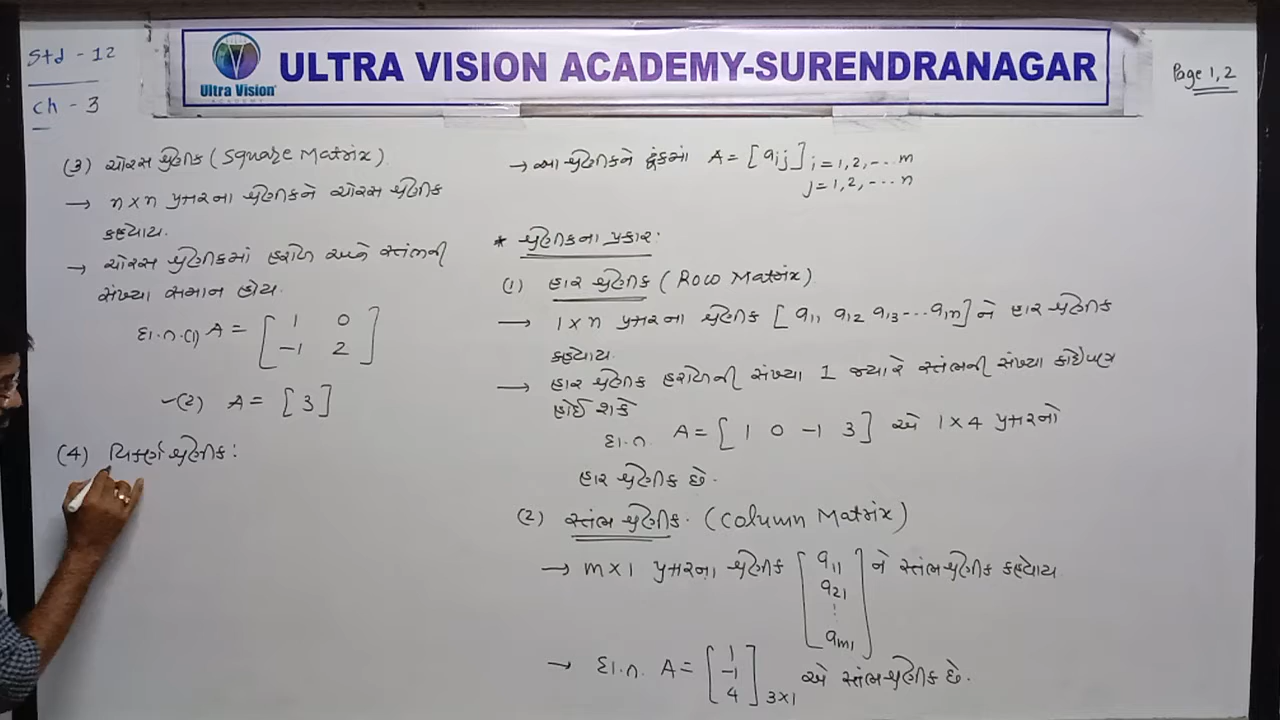 Std - 12
Ch - 3
Ultra Vision
ACADEMY
ULTRA VISION ACADEMY-SURENDRANAGAR
Page 1, 2
(3) ચોરસ શ્રેણીક (Square Matrix)
→ n×n પ્રકારના શ્રેણીકને ચોરસ શ્રેણીક
કહેવાય.
→ ચોરસ શ્રેણીકમાં હરોળ અને સ્તંભની
સંખ્યા સમાન હોય.
દા.ત.(1) A = [ 1 0
-1 2 ]
(2) A = [3]
(4) વિકર્ણ શ્રેણીક :
→ આ શ્રેણીકને ટૂંકમાં A = [aij] i = 1, 2, --- m
j = 1, 2, --- n
* શ્રેણીકના પ્રકાર :
(1) હાર શ્રેણીક (Row Matrix)
→ 1×n પ્રકારના શ્રેણીક [a11 a12 a13 --- a1n] ને હાર શ્રેણીક
કહેવાય.
→ હાર શ્રેણીક હરોળની સંખ્યા 1 જ્યારે સ્તંભની સંખ્યા કોઈપણ
હોઈ શકે
દા.ત. A = [1 0 -1 3] એ 1×4 પ્રકારનો
હાર શ્રેણીક છે.
(2) સ્તંભ શ્રેણીક. (Column Matrix)
→ m×1 પ્રકારના શ્રેણીક [ a11
a21
⋮
am1 ] ને સ્તંભ શ્રેણીક કહેવાય.
→ દા.ત. A = [ 1
-1
4 ] 3×1 એ સ્તંભ શ્રેણીક છે.